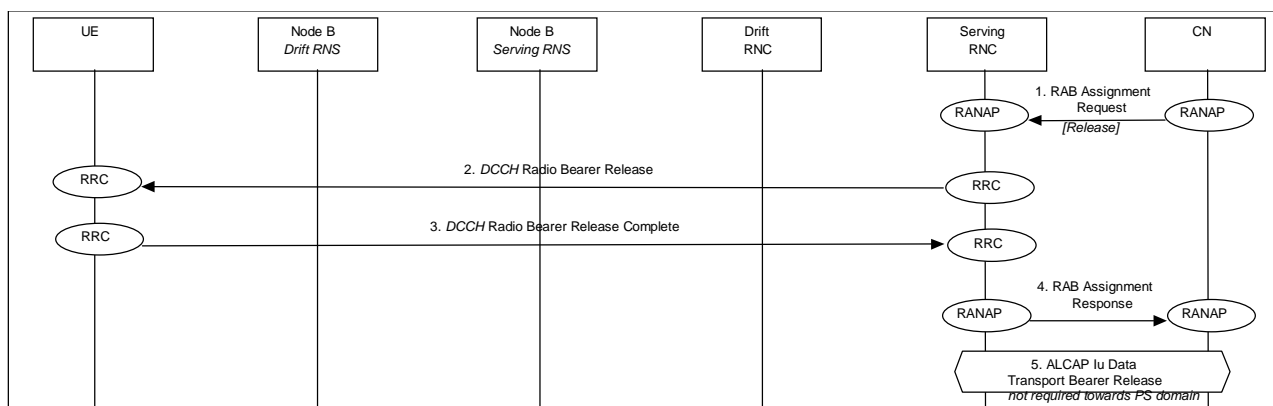 UE
Node B
Drift RNS
Node B
Serving RNS
Drift
RNC
Serving
RNC
CN
1. RAB Assignment
Request
[Release]
RANAP
RANAP
2. DCCH Radio Bearer Release
RRC
RRC
3. DCCH Radio Bearer Release Complete
RRC
RRC
4. RAB Assignment
Response
RANAP
RANAP
5. ALCAP Iu Data
Transport Bearer Release
not required towards PS domain